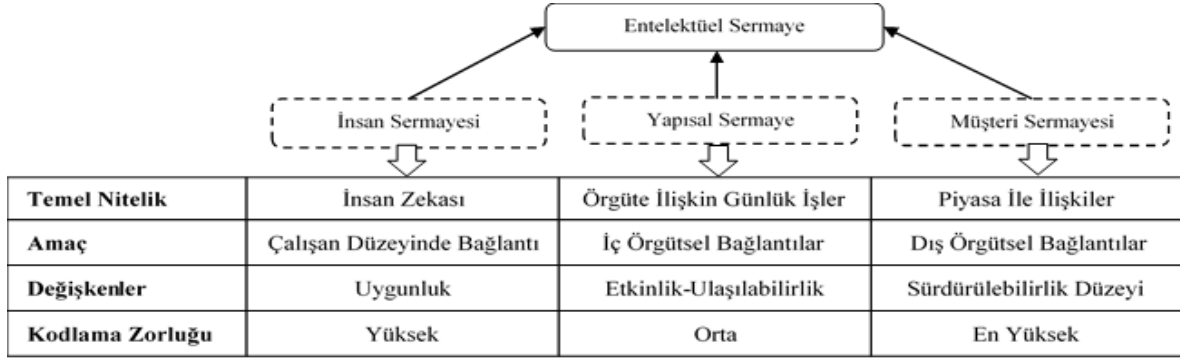 Entelektüel Sermaye
İnsan Sermayesi Yapısal Sermaye Müşteri Sermayesi
Temel Nitelik İnsan Zekası Örgüte İlişkin Günlük İşler Piyasa İle İlişkiler
Amaç Çalışan Düzeyinde Bağlantı İç Örgütsel Bağlantılar Dış Örgütsel Bağlantılar
Değişkenler Uygunluk Etkinlik-Ulaşılabilirlik Sürdürülebilirlik Düzeyi
Kodlama Zorluğu Yüksek Orta En Yüksek